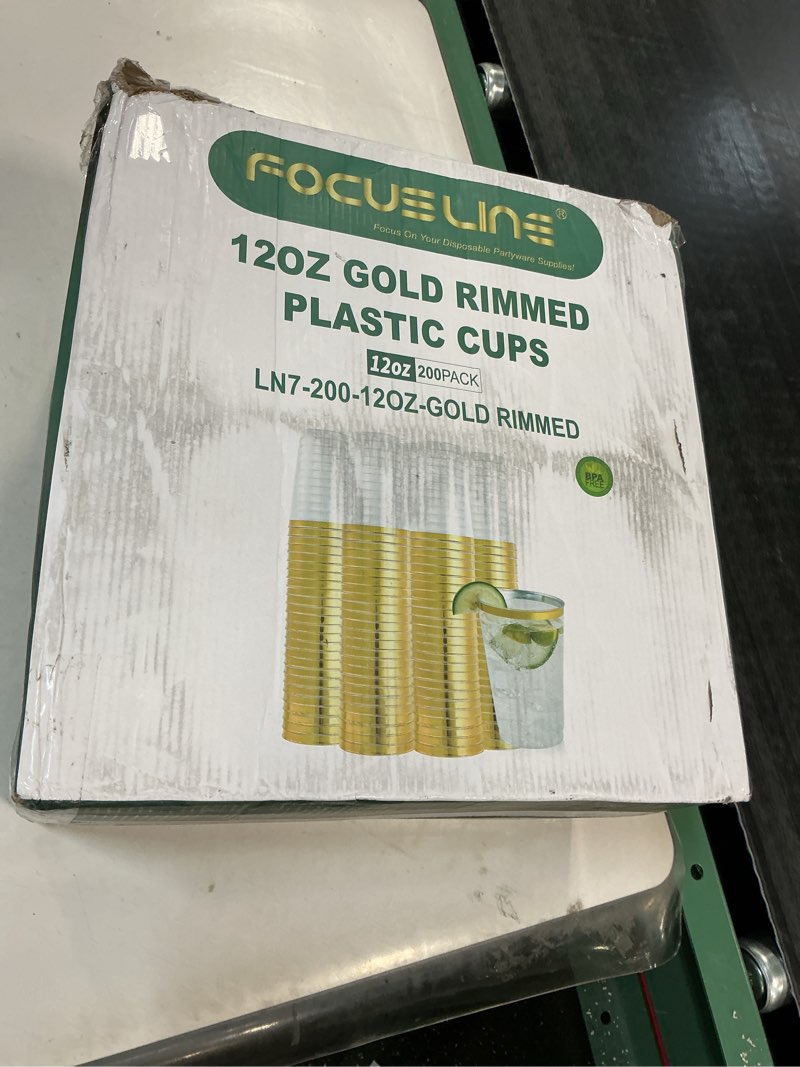 FOCUSLINE®
Focus On Your Disposable Partyware Supplies!
12OZ GOLD RIMMED
PLASTIC CUPS
12oz 200PACK
LN7-200-12OZ-GOLD RIMMED
BPA
FREE